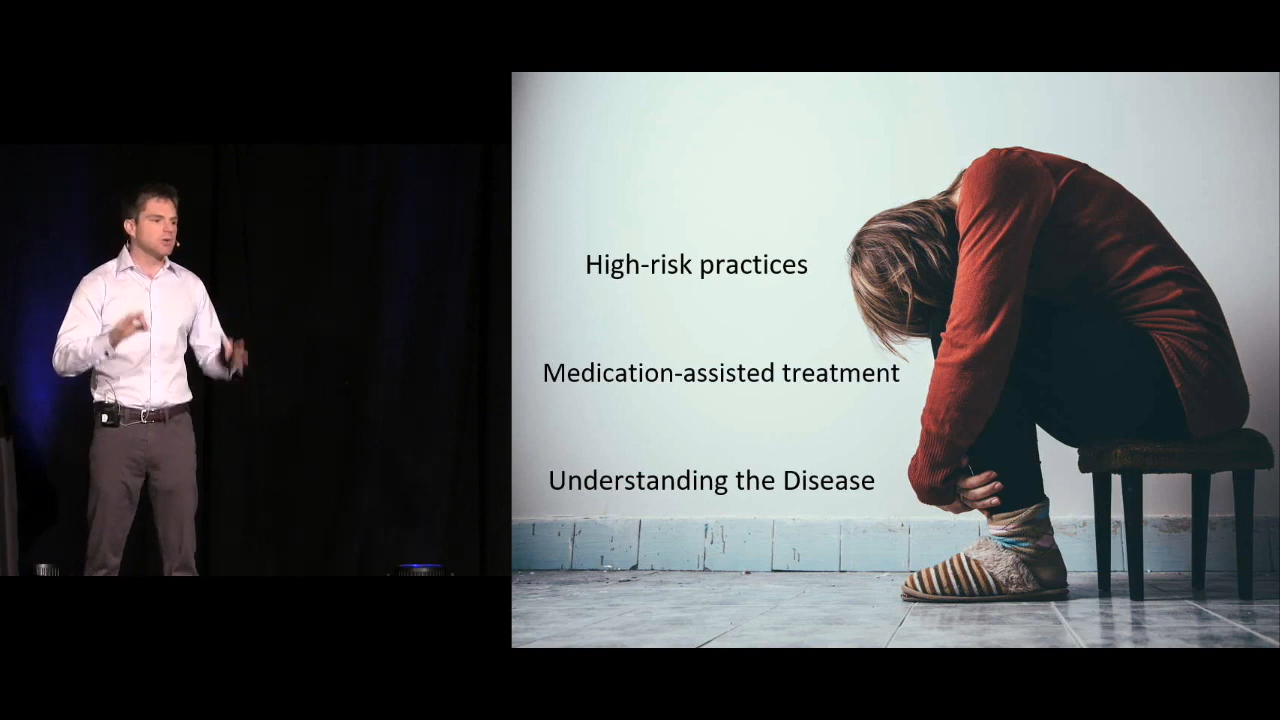 High-risk practices
Medication-assisted treatment
Understanding the Disease